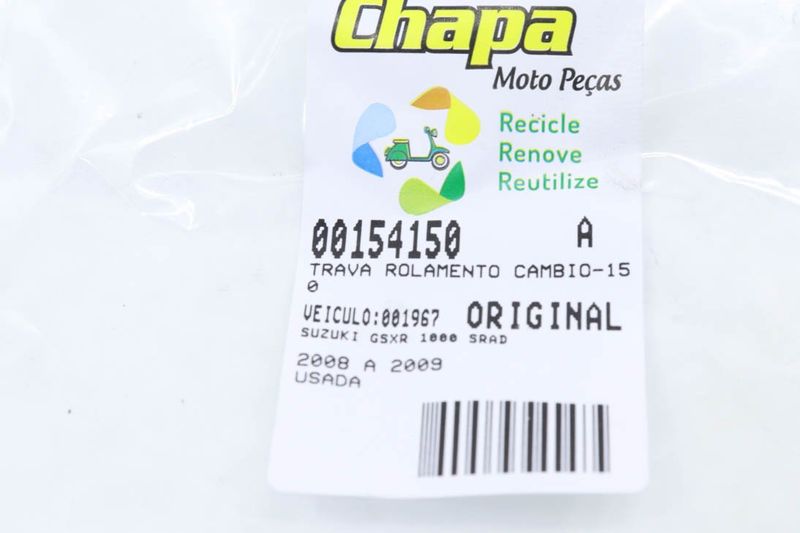 Chapa
Moto Peças
Recicle
Renove
Reutilize
00154150 A
TRAVA ROLAMENTO CAMBIO-15
0
VEICULO:001967 ORIGINAL
SUZUKI GSXR 1000 SRAD
2008 A 2009
USADA